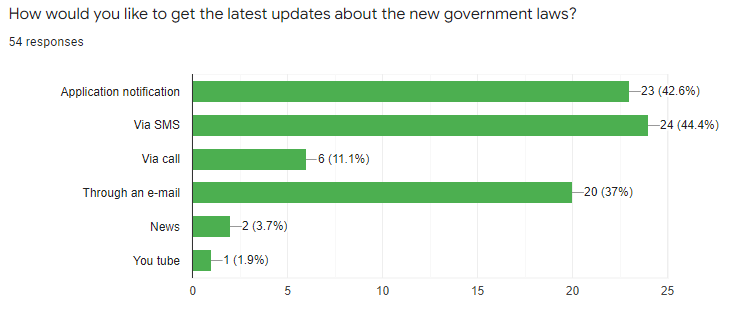 How would you like to get the latest updates about the new government laws?
54 responses
Application notification 23 (42.6%)
Via SMS 24 (44.4%)
Via call 6 (11.1%)
Through an e-mail 20 (37%)
News 2 (3.7%)
You tube 1 (1.9%)
0 5 10 15 20 25